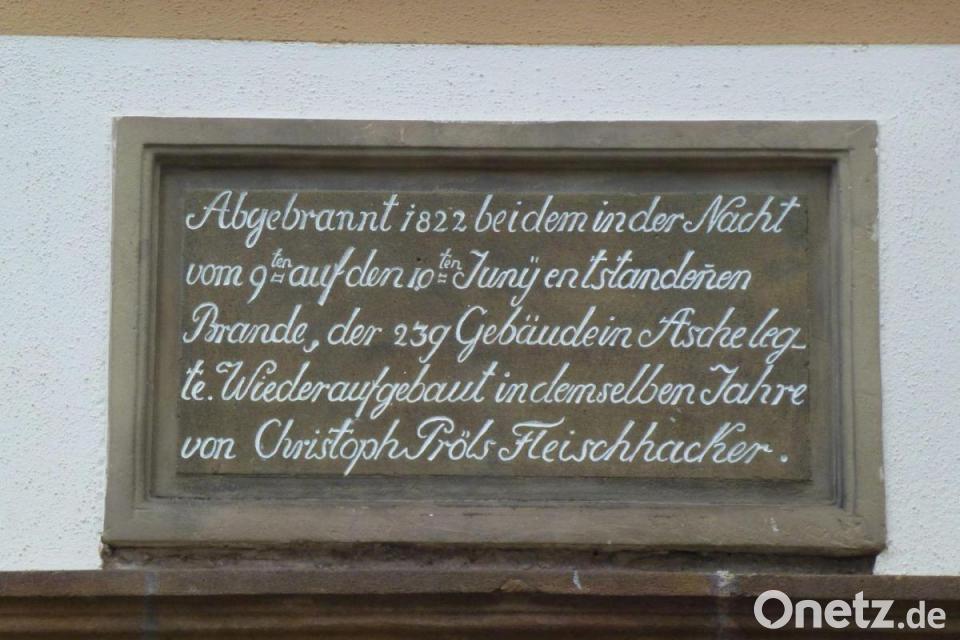 Abgebrannt 1822 bei dem in der Nacht
vom 9ten auf den 10ten Junÿ entstandeñen
Brande, der 239 Gebäude in Asche leg-
te. Wiederaufgebaut in demselben Jahre
von Christoph Pröls Fleischhacker.
Onetz.de